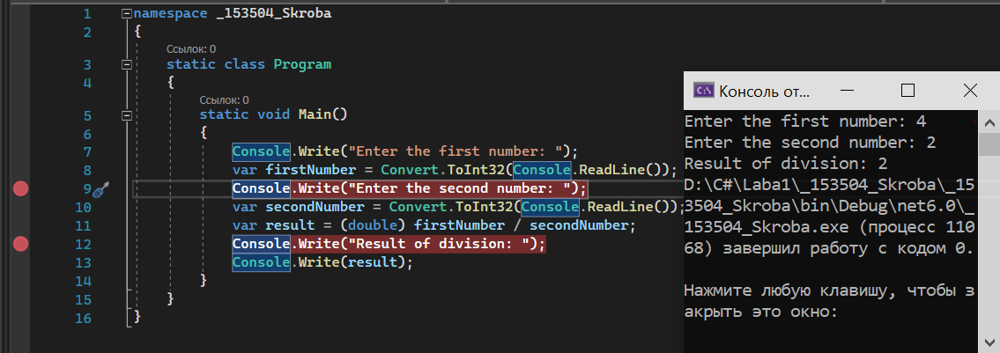 1 namespace _153504_Skroba
2 {
Ссылок: 0
3 static class Program
4 {
Ссылок: 0
5 static void Main()
6 {
7 Console.Write("Enter the first number: ");
8 var firstNumber = Convert.ToInt32(Console.ReadLine());
9 Console.Write("Enter the second number: ");
10 var secondNumber = Convert.ToInt32(Console.ReadLine());
11 var result = (double) firstNumber / secondNumber;
12 Console.Write("Result of division: ");
13 Console.Write(result);
14 }
15 }
16 }
C:\ Консоль от...
Enter the first number: 4
Enter the second number: 2
Result of division: 2
D:\C#\Laba1\_153504_Skroba\_15
3504_Skroba\bin\Debug\net6.0\_
153504_Skroba.exe (процесс 110
68) завершил работу с кодом 0.
Нажмите любую клавишу, чтобы з
акрыть это окно: